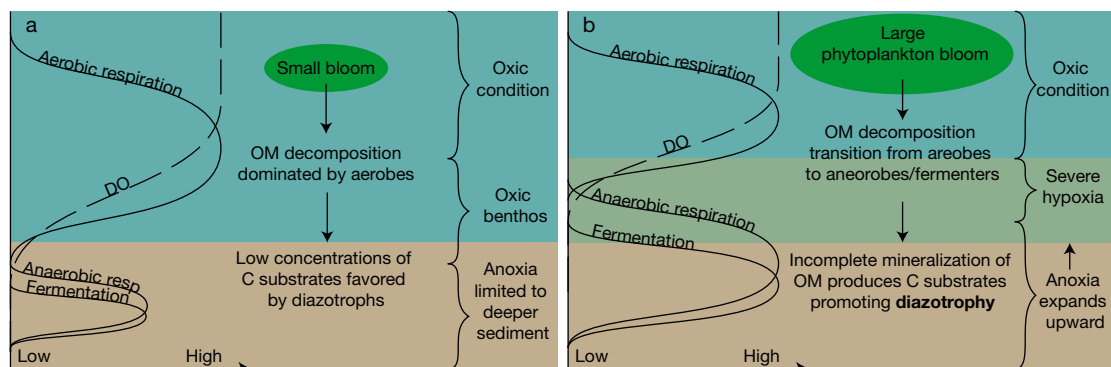 a
Aerobic respiration
DO
Anaerobic resp
Fermentation
Low
High
Small bloom
OM decomposition
dominated by aerobes
Low concentrations of
C substrates favored
by diazotrophs
Oxic
condition
Oxic
benthos
Anoxia
limited to
deeper
sediment
b
Aerobic respiration
DO
Anaerobic respiration
Fermentation
Low
High
Large
phytoplankton bloom
OM decomposition
transition from areobes
to aneorobes/fermenters
Incomplete mineralization of
OM produces C substrates
promoting diazotrophy
Oxic
condition
Severe
hypoxia
Anoxia
expands
upward